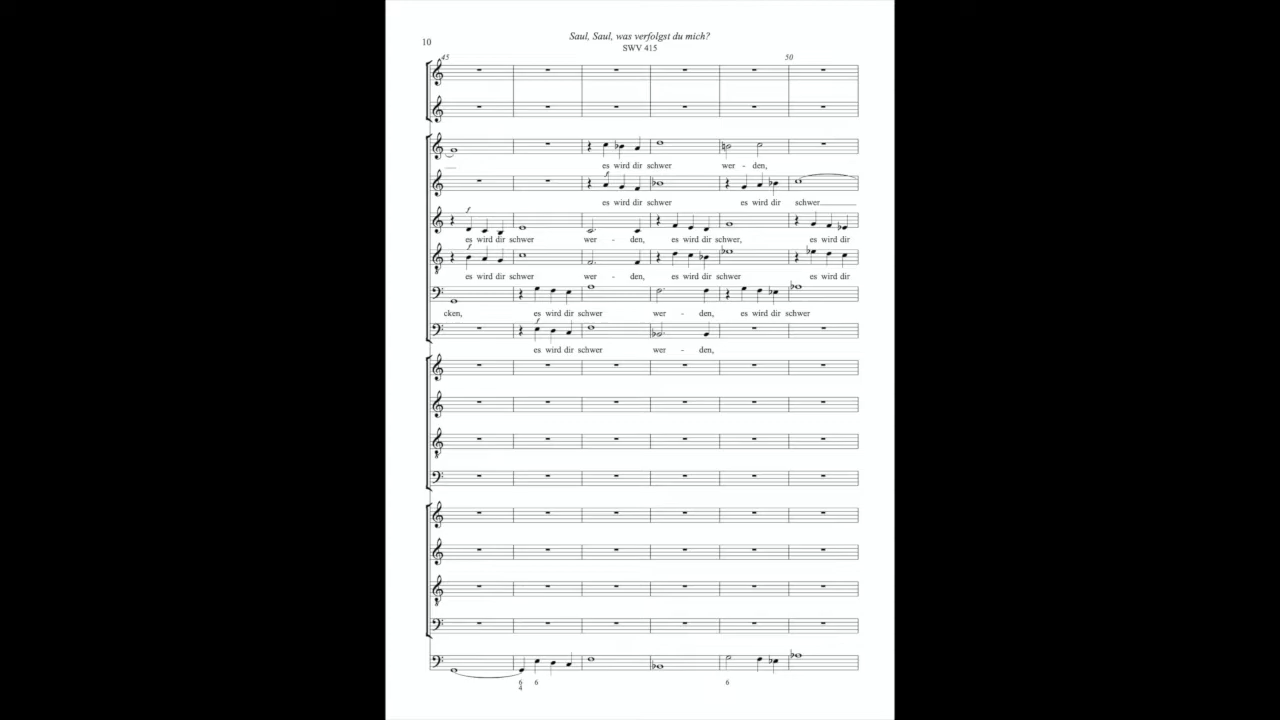 Saul, Saul, was verfolgst du mich?
10
SWV 415
45
50
es wird dir schwer wer - den,
f
es wird dir schwer es wird dir schwer
f
es wird dir schwer wer - den, es wird dir schwer, es wird dir
f
es wird dir schwer wer - den, es wird dir schwer es wird dir
cken, es wird dir schwer wer - den, es wird dir schwer
f
es wird dir schwer wer - den,
6 6 6
4